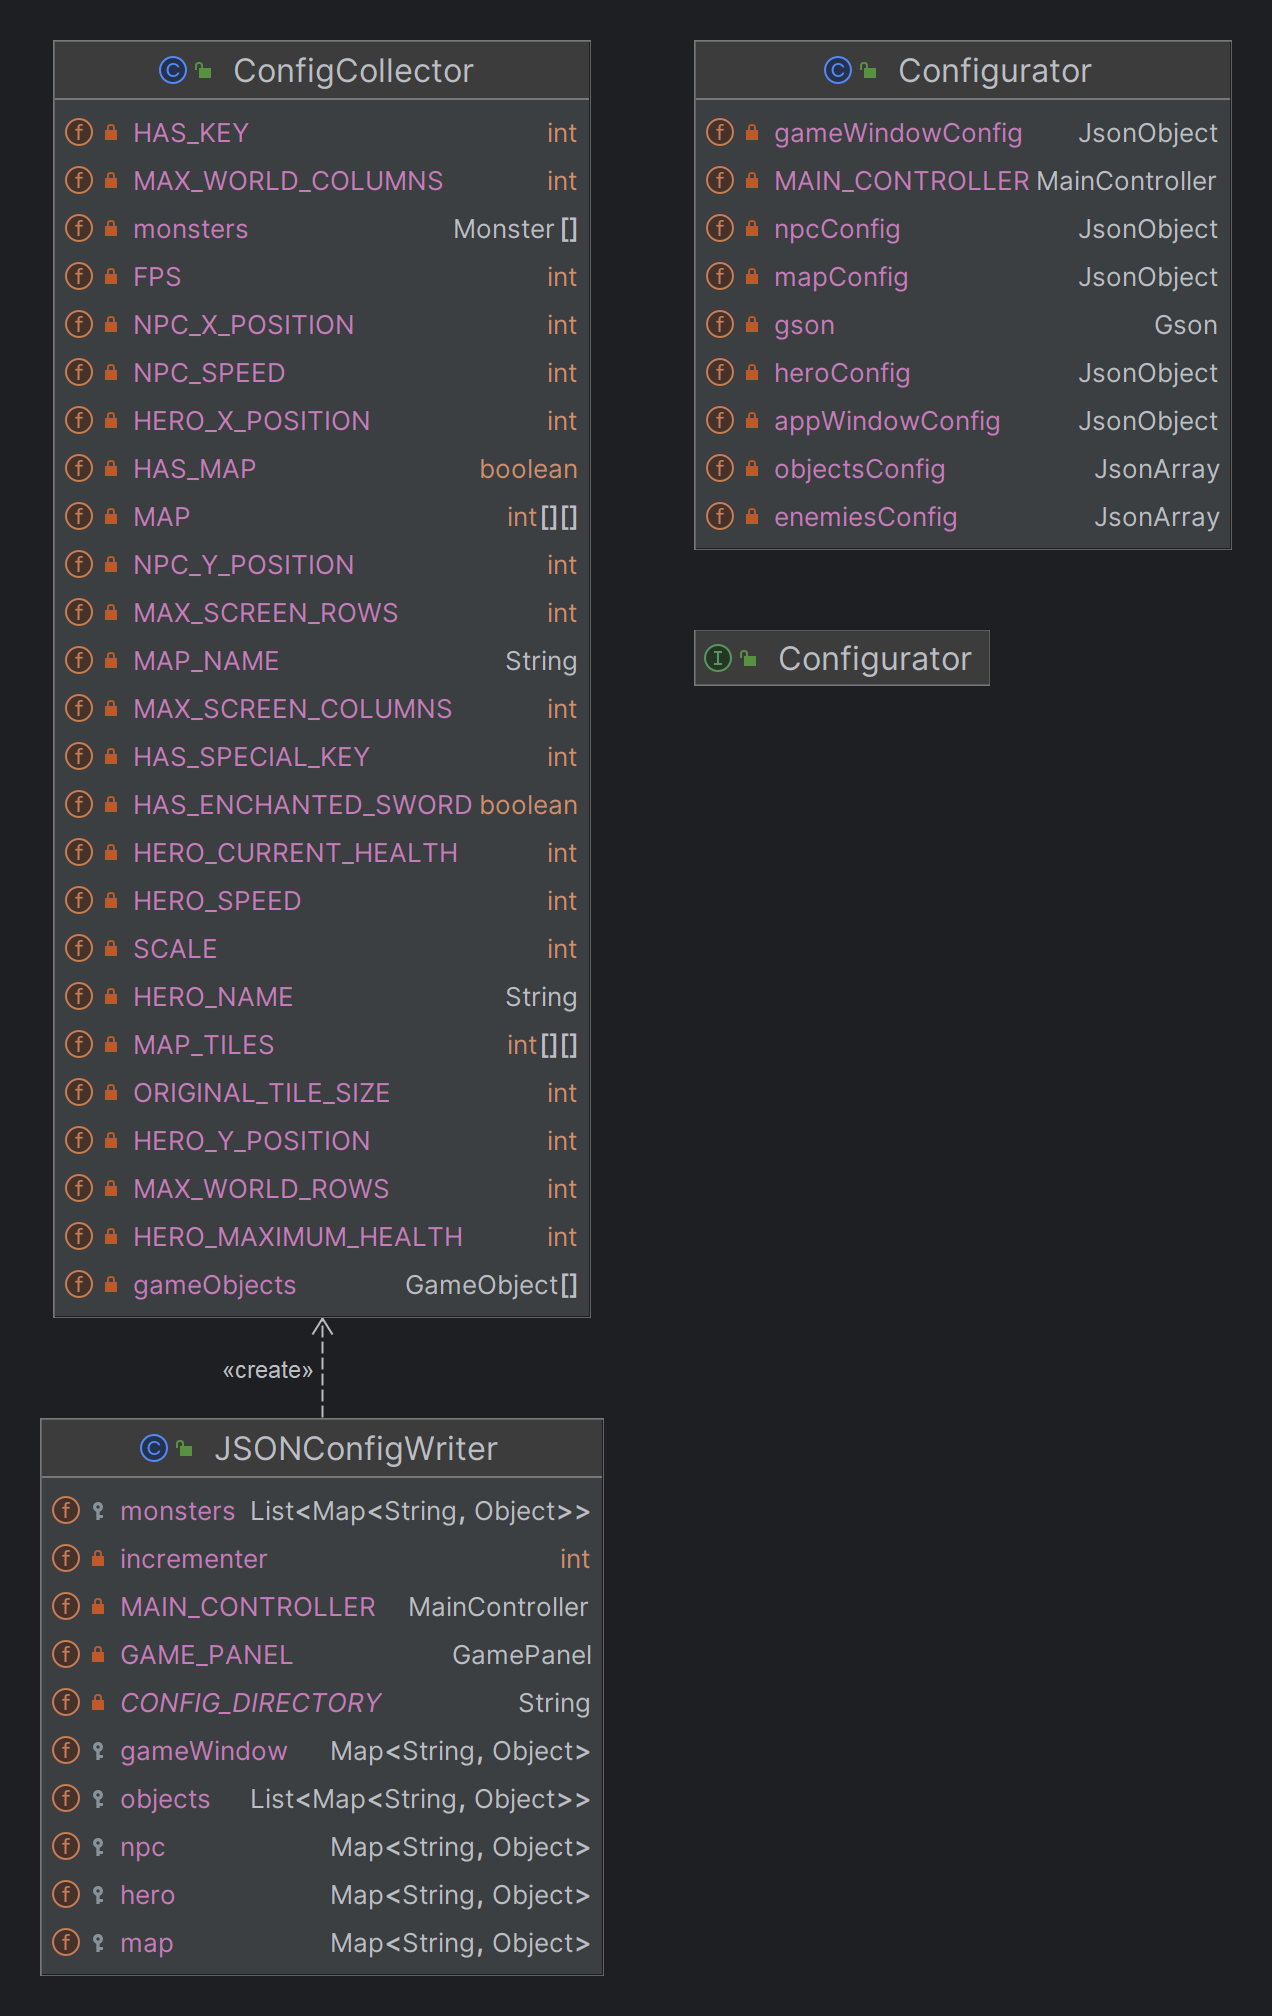 ConfigCollector
HAS_KEY int
MAX_WORLD_COLUMNS int
monsters Monster[]
FPS int
NPC_X_POSITION int
NPC_SPEED int
HERO_X_POSITION int
HAS_MAP boolean
MAP int[][]
NPC_Y_POSITION int
MAX_SCREEN_ROWS int
MAP_NAME String
MAX_SCREEN_COLUMNS int
HAS_SPECIAL_KEY int
HAS_ENCHANTED_SWORD boolean
HERO_CURRENT_HEALTH int
HERO_SPEED int
SCALE int
HERO_NAME String
MAP_TILES int[][]
ORIGINAL_TILE_SIZE int
HERO_Y_POSITION int
MAX_WORLD_ROWS int
HERO_MAXIMUM_HEALTH int
gameObjects GameObject[]
«create»
JSONConfigWriter
monsters List<Map<String, Object>>
incrementer int
MAIN_CONTROLLER MainController
GAME_PANEL GamePanel
CONFIG_DIRECTORY String
gameWindow Map<String, Object>
objects List<Map<String, Object>>
npc Map<String, Object>
hero Map<String, Object>
map Map<String, Object>
Configurator
gameWindowConfig JsonObject
MAIN_CONTROLLER MainController
npcConfig JsonObject
mapConfig JsonObject
gson Gson
heroConfig JsonObject
appWindowConfig JsonObject
objectsConfig JsonArray
enemiesConfig JsonArray
Configurator